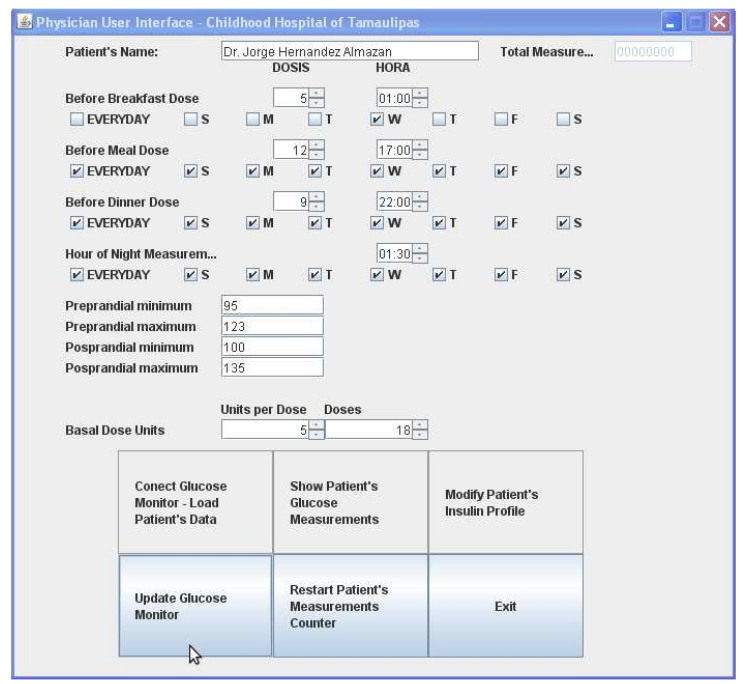 Physician User Interface - Childhood Hospital of Tamaulipas
Patient's Name: Dr. Jorge Hernandez Almazan Total Measure... 00000000
DOSIS HORA
Before Breakfast Dose 5 01:00
EVERYDAY S M T W T F S
Before Meal Dose 12 17:00
EVERYDAY S M T W T F S
Before Dinner Dose 9 22:00
EVERYDAY S M T W T F S
Hour of Night Measurem... 01:30
EVERYDAY S M T W T F S
Preprandial minimum 95
Preprandial maximum 123
Posprandial minimum 100
Posprandial maximum 135
Units per Dose Doses
Basal Dose Units 5 18
Conect Glucose
Monitor - Load
Patient's Data
Show Patient's
Glucose
Measurements
Modify Patient's
Insulin Profile
Update Glucose
Monitor
Restart Patient's
Measurements
Counter
Exit